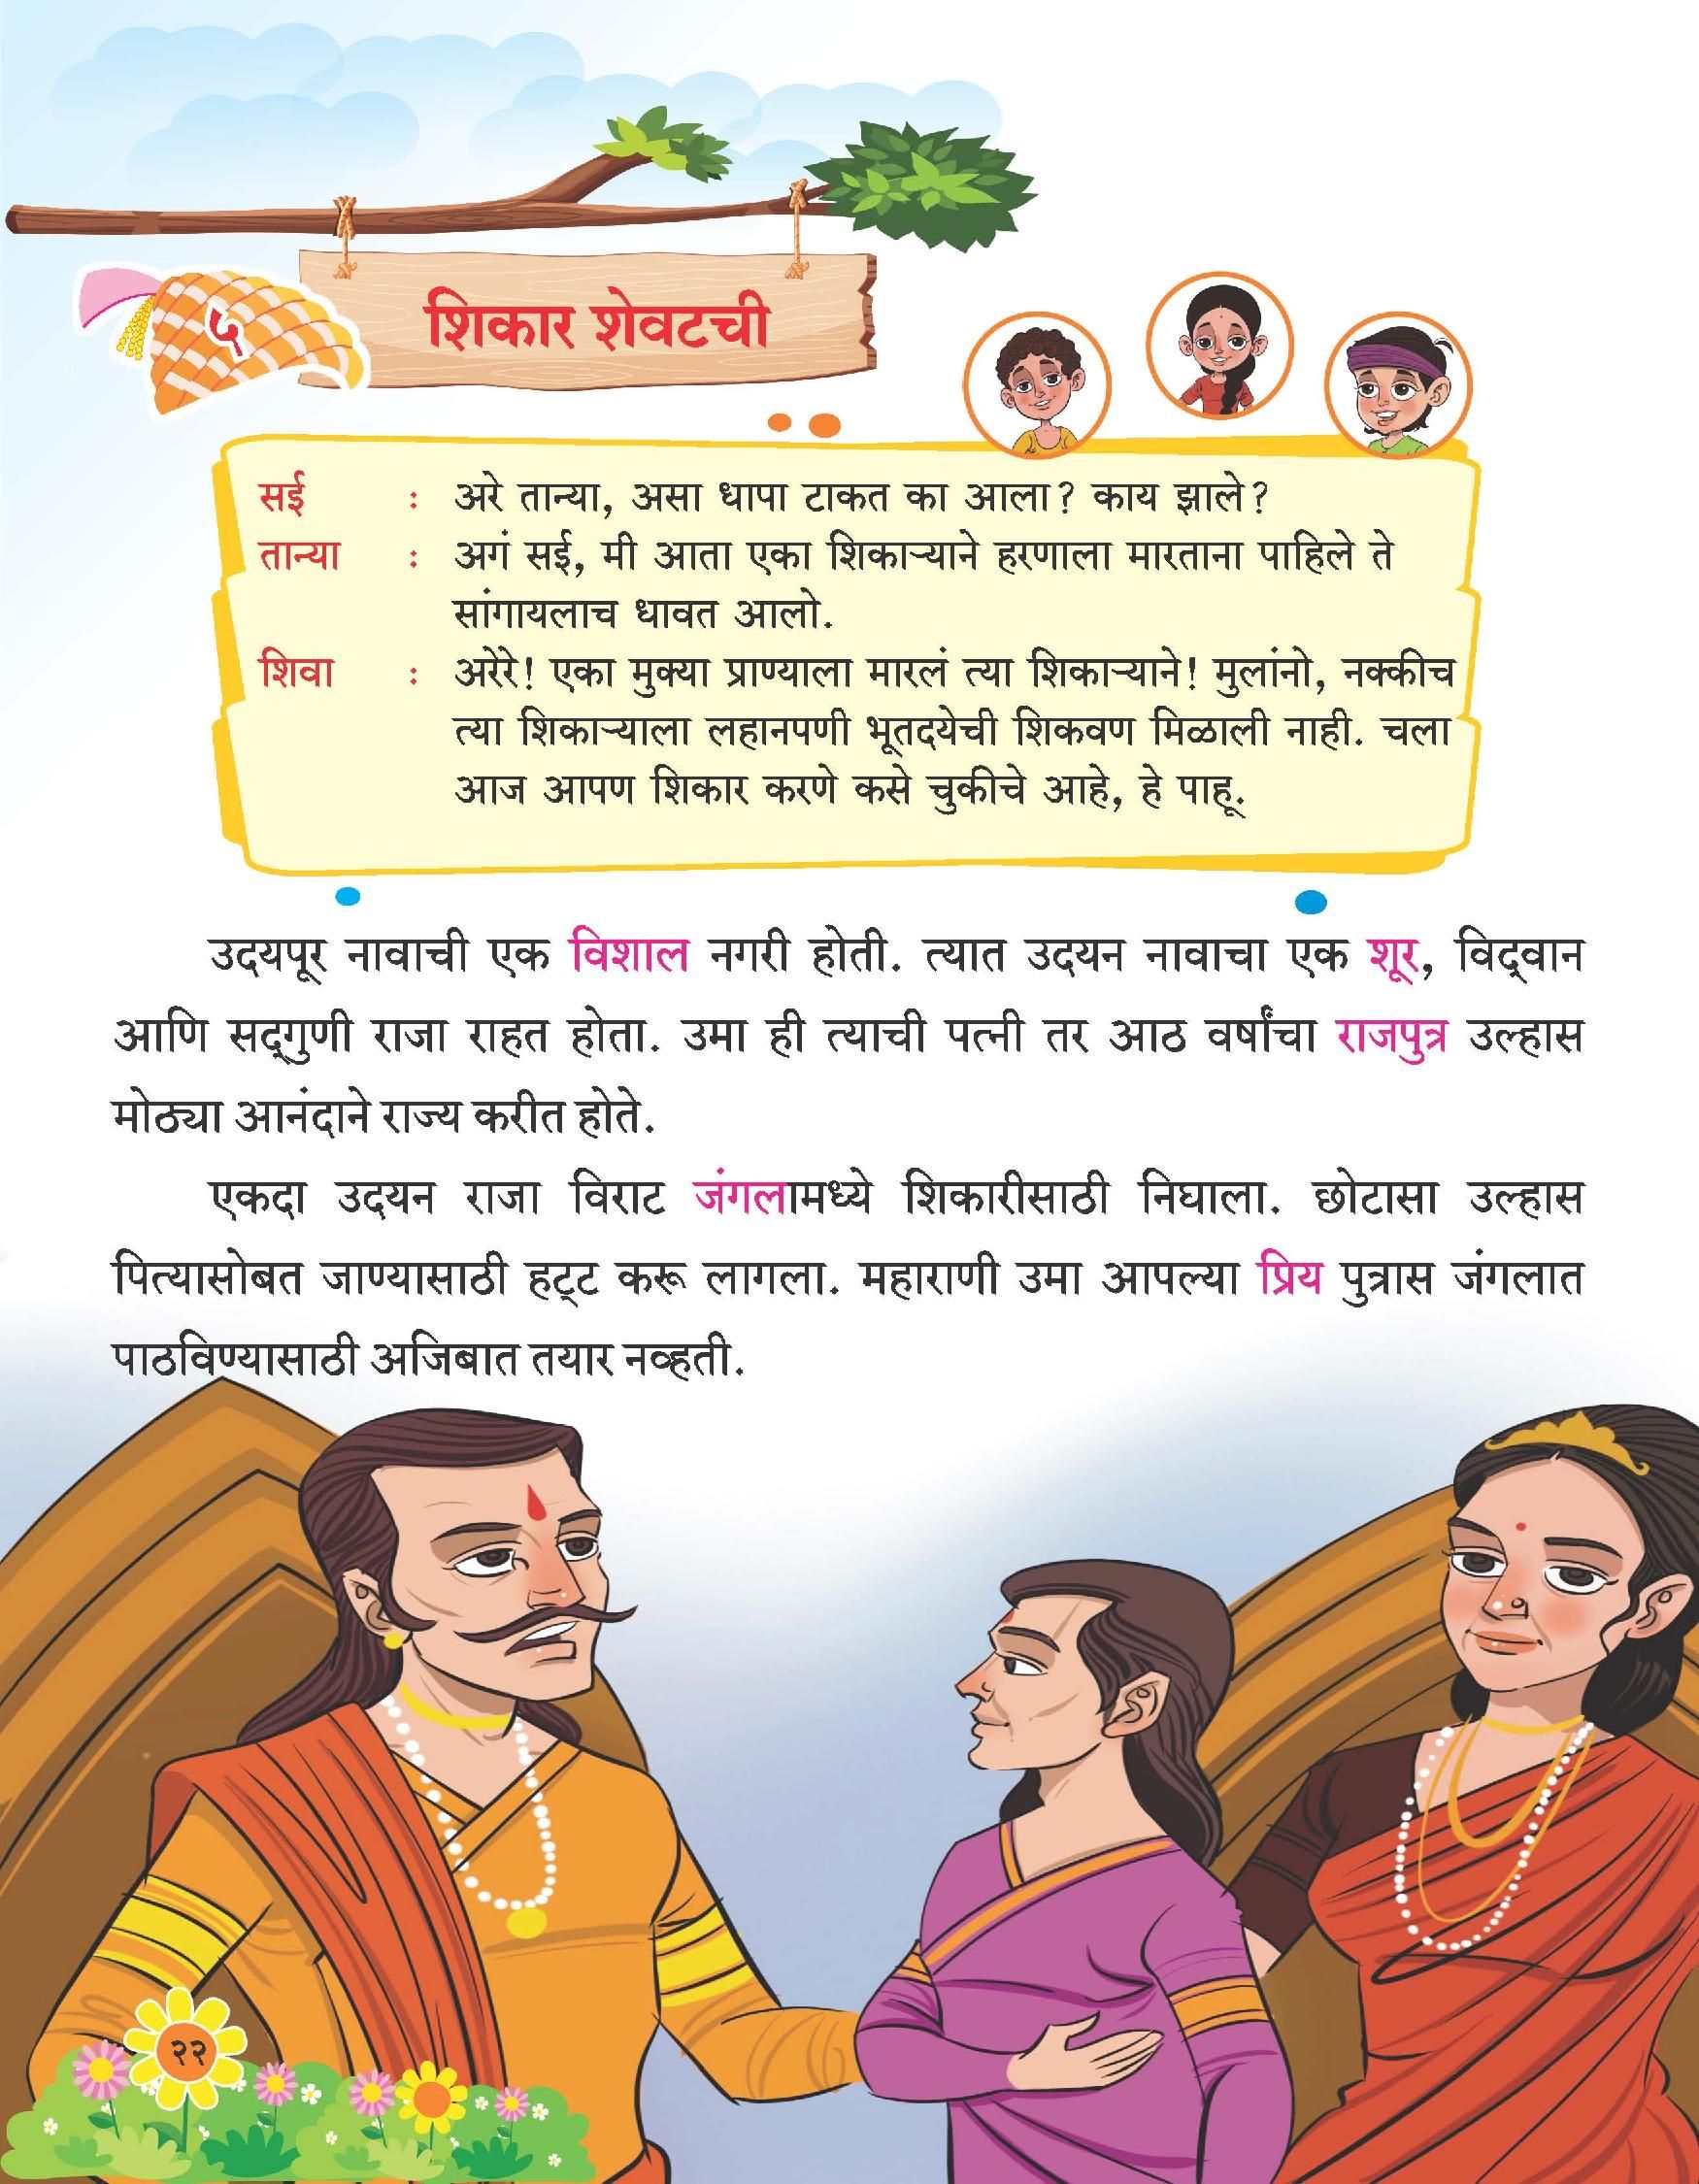 ५
शिकार शेवटची
सई : अरे तान्या, असा धापा टाकत का आला? काय झाले?
तान्या : अगं सई, मी आता एका शिकाऱ्याने हरणाला मारताना पाहिले ते
सांगायलाच धावत आलो.
शिवा : अरेरे! एका मुक्या प्राण्याला मारलं त्या शिकाऱ्याने! मुलांनो, नक्कीच
त्या शिकाऱ्याला लहानपणी भूतदयेची शिकवण मिळाली नाही. चला
आज आपण शिकार करणे कसे चुकीचे आहे, हे पाहू.
उदयपूर नावाची एक विशाल नगरी होती. त्यात उदयन नावाचा एक शूर, विद्‌वान
आणि सद्‌गुणी राजा राहत होता. उमा ही त्याची पत्नी तर आठ वर्षांचा राजपुत्र उल्हास
मोठ्या आनंदाने राज्य करीत होते.
एकदा उदयन राजा विराट जंगलामध्ये शिकारीसाठी निघाला. छोटासा उल्हास
पित्यासोबत जाण्यासाठी हट्‌ट करू लागला. महाराणी उमा आपल्या प्रिय पुत्रास जंगलात
पाठविण्यासाठी अजिबात तयार नव्हती.
२२